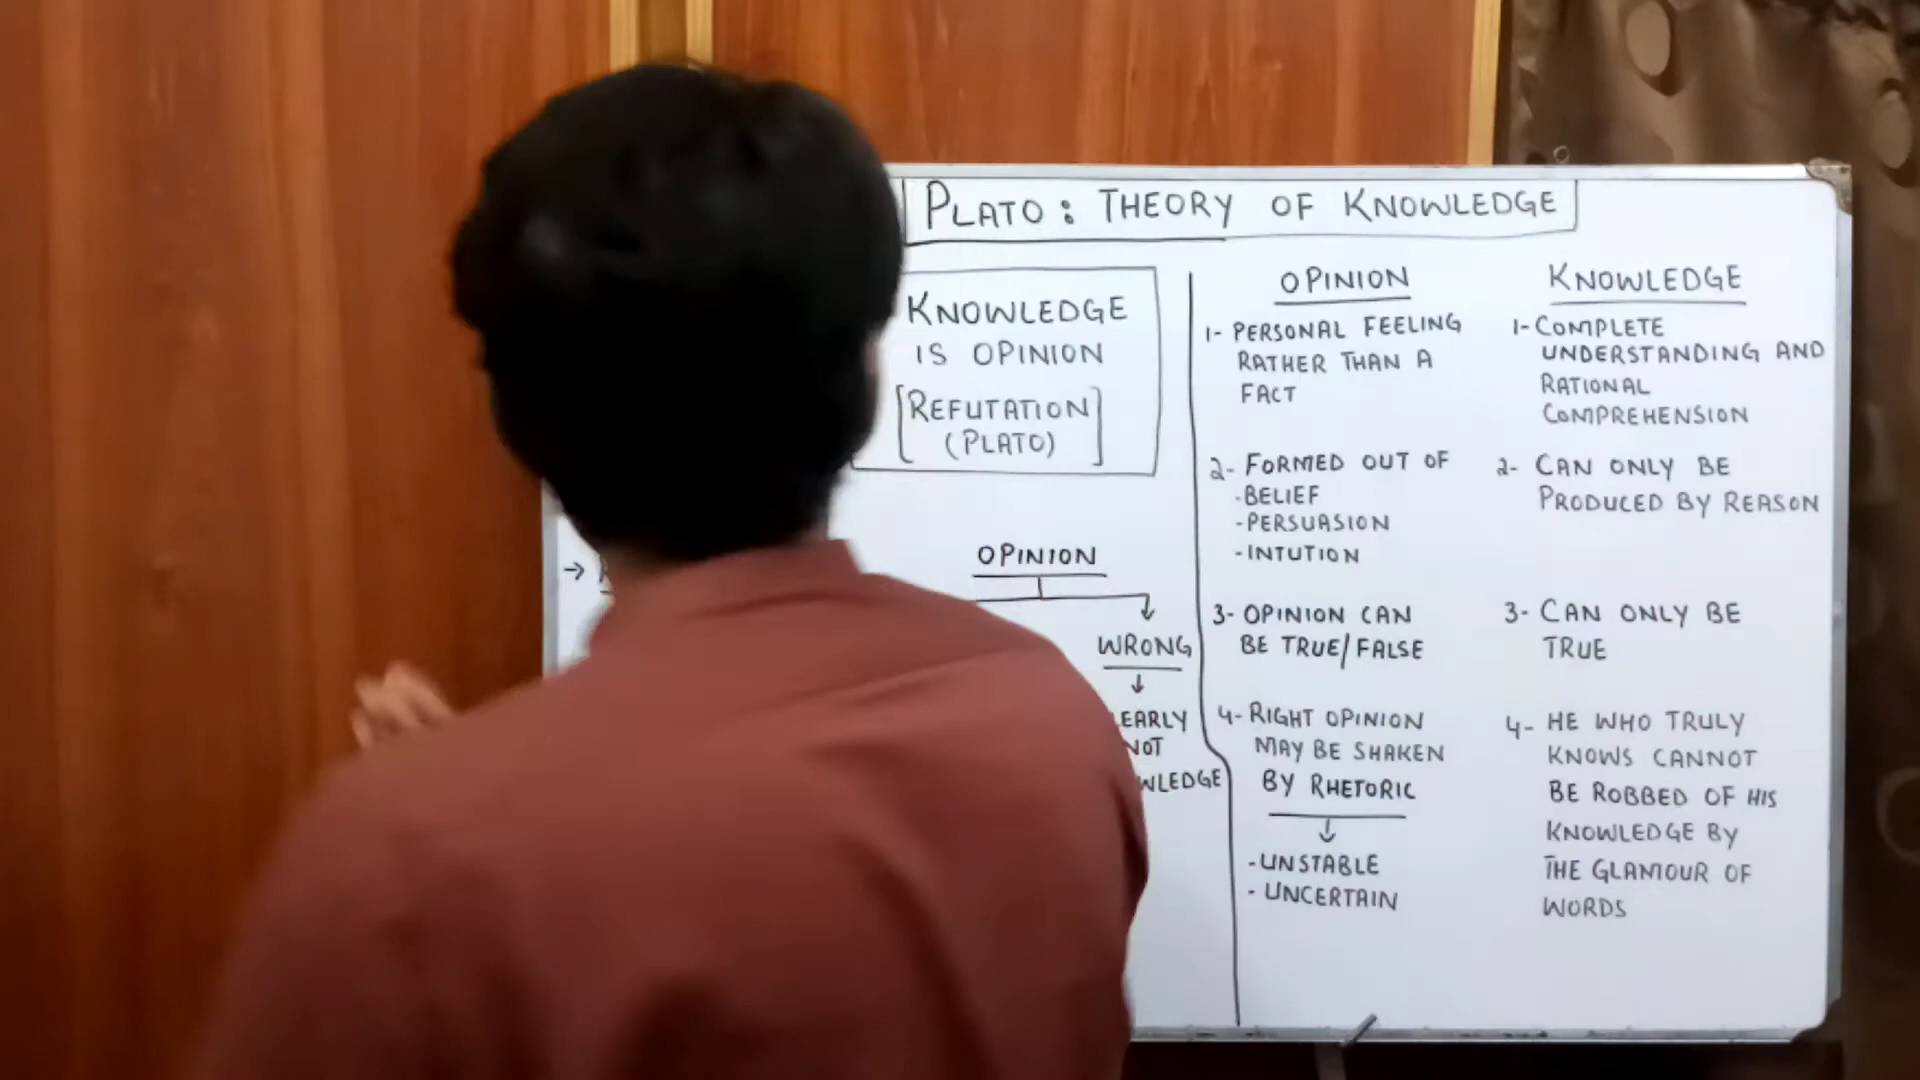 PLATO: THEORY OF KNOWLEDGE
KNOWLEDGE
IS OPINION
[REFUTATION
(PLATO)]
→
OPINION
WRONG
↓
NOT
OPINION
1- PERSONAL FEELING
RATHER THAN A
FACT
2- FORMED OUT OF
-BELIEF
-PERSUASION
-INTUTION
3- OPINION CAN
BE TRUE/FALSE
4- RIGHT OPINION
MAY BE SHAKEN
BY RHETORIC
↓
-UNSTABLE
- UNCERTAIN
KNOWLEDGE
1- COMPLETE
UNDERSTANDING AND
RATIONAL
COMPREHENSION
2- CAN ONLY BE
PRODUCED BY REASON
3- CAN ONLY BE
TRUE
4- HE WHO TRULY
KNOWS CANNOT
BE ROBBED OF HIS
KNOWLEDGE BY
THE GLAMOUR OF
WORDS